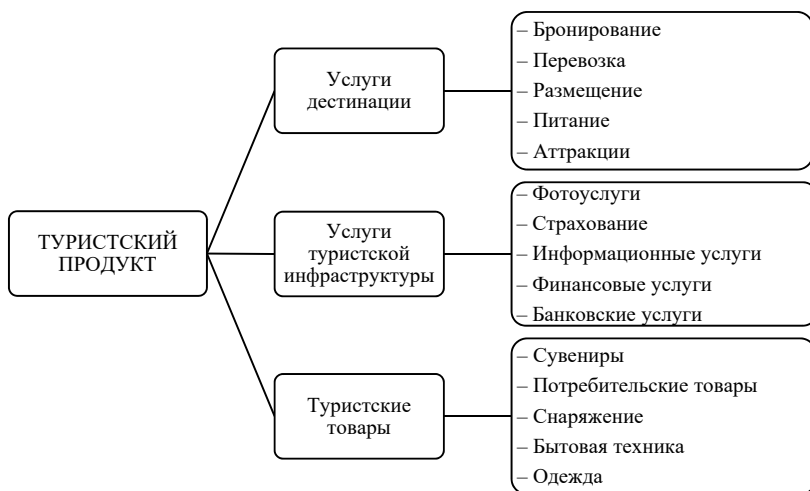 ТУРИСТСКИЙ
ПРОДУКТ
Услуги
дестинации
– Бронирование
– Перевозка
– Размещение
– Питание
– Аттракции
Услуги
туристской
инфраструктуры
– Фотоуслуги
– Страхование
– Информационные услуги
– Финансовые услуги
– Банковские услуги
Туристские
товары
– Сувениры
– Потребительские товары
– Снаряжение
– Бытовая техника
– Одежда